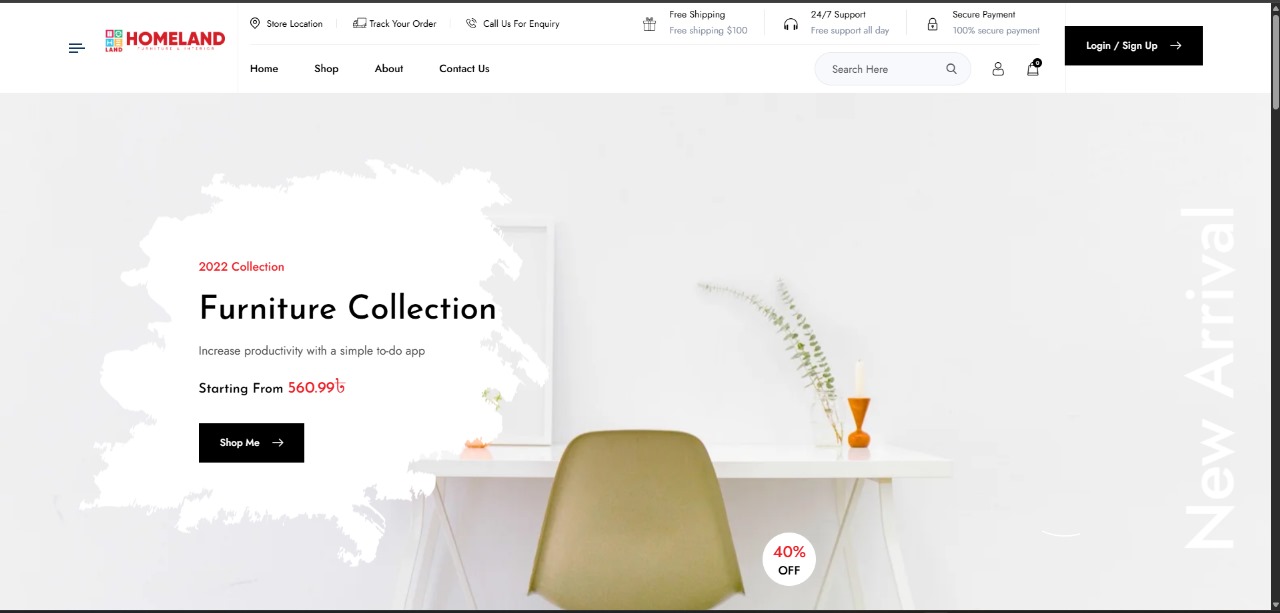 HOMELAND
FURNITURE & INTERIOR
Store Location
Track Your Order
Call Us For Enquiry
Free Shipping
Free shipping $100
24/7 Support
Free support all day
Secure Payment
100% secure payment
Login / Sign Up
Home
Shop
About
Contact Us
Search Here
0
2022 Collection
Furniture Collection
Increase productivity with a simple to-do app
Starting From 560.99৳
Shop Me
40%
OFF
New Arrival